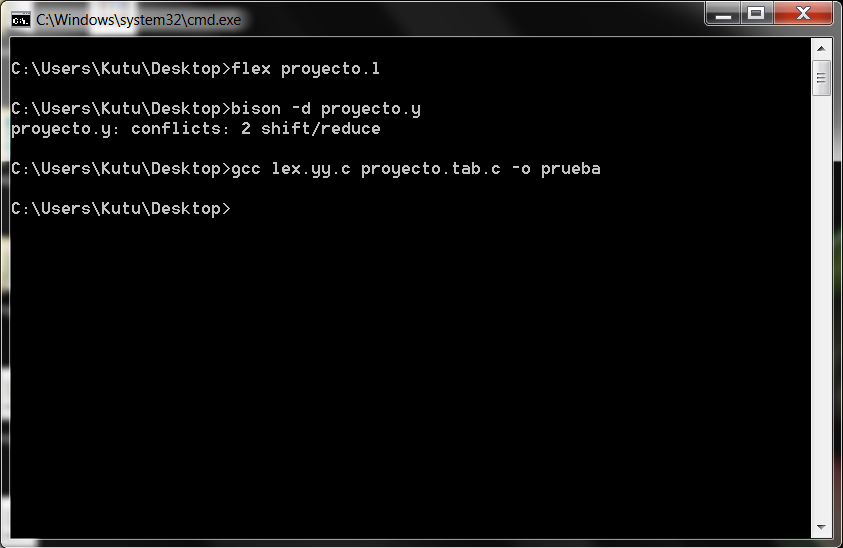 C:\Windows\system32\cmd.exe
C:\Users\Kutu\Desktop>flex proyecto.l
C:\Users\Kutu\Desktop>bison -d proyecto.y
proyecto.y: conflicts: 2 shift/reduce
C:\Users\Kutu\Desktop>gcc lex.yy.c proyecto.tab.c -o prueba
C:\Users\Kutu\Desktop>